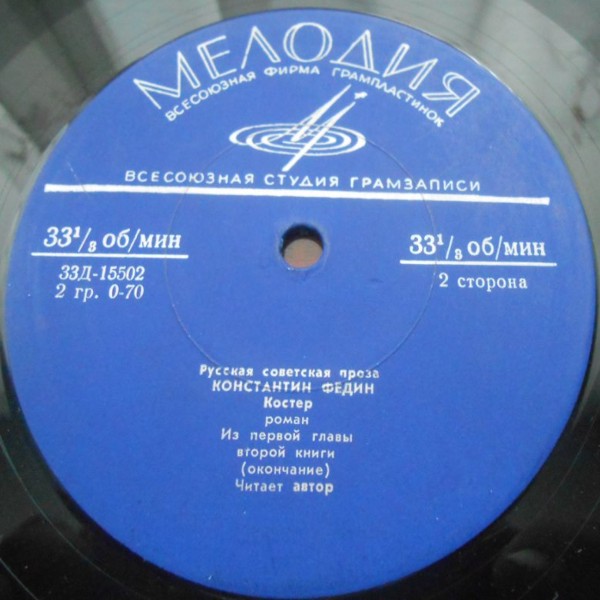 МЕЛОДИЯ
ВСЕСОЮЗНАЯ ФИРМА ГРАМПЛАСТИНОК
ВСЕСОЮЗНАЯ СТУДИЯ ГРАМЗАПИСИ
33¹/₃ об/мин
33Д-15502
2 гр. 0-70
33¹/₃ об/мин
2 сторона
Русская советская проза
КОНСТАНТИН ФЕДИН
Костер
роман
Из первой главы
второй книги
(окончание)
Читает автор